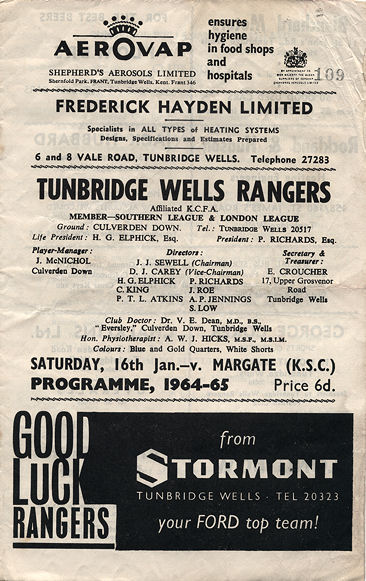 AEROVAP
SHEPHERD'S AEROSOLS LIMITED
Shernfold Park, FRANT, Tunbridge Wells, Kent. Frant 346
ensures
hygiene
in food shops
and
hospitals
109
FREDERICK HAYDEN LIMITED
Specialists in ALL TYPES of HEATING SYSTEMS
Designs, Specifications and Estimates Prepared
6 and 8 VALE ROAD, TUNBRIDGE WELLS. Telephone 27283
TUNBRIDGE WELLS RANGERS
Affiliated K.C.F.A.
MEMBER—SOUTHERN LEAGUE & LONDON LEAGUE
Ground: CULVERDEN DOWN. Tel.: TUNBRIDGE WELLS 20517
Life President: H. G. ELPHICK, Esq. President: P. RICHARDS, Esq.
Player-Manager:
J. McNICHOL
Culverden Down
Directors:
J. J. SEWELL (Chairman)
D. J. CAREY (Vice-Chairman)
H. G. ELPHICK P. RICHARDS
C. KING J. ROE
P. T. L. ATKINS A. P. JENNINGS
S. LOW
Secretary &
Treasurer:
E. CROUCHER
17, Upper Grosvenor
Road
Tunbridge Wells
Club Doctor: Dr. V. E. Dean, M.D., B.S.,
"Eversley," Culverden Down, Tunbridge Wells
Hon. Physiotherapist: A. W. J. HICKS, M.S.F., M.S.I.M.
Colours: Blue and Gold Quarters, White Shorts
SATURDAY, 16th Jan.—v. MARGATE (K.S.C.)
PROGRAMME, 1964-65 Price 6d.
GOOD
LUCK
RANGERS
from
STORMONT
TUNBRIDGE WELLS · TEL 20323
your FORD top team!